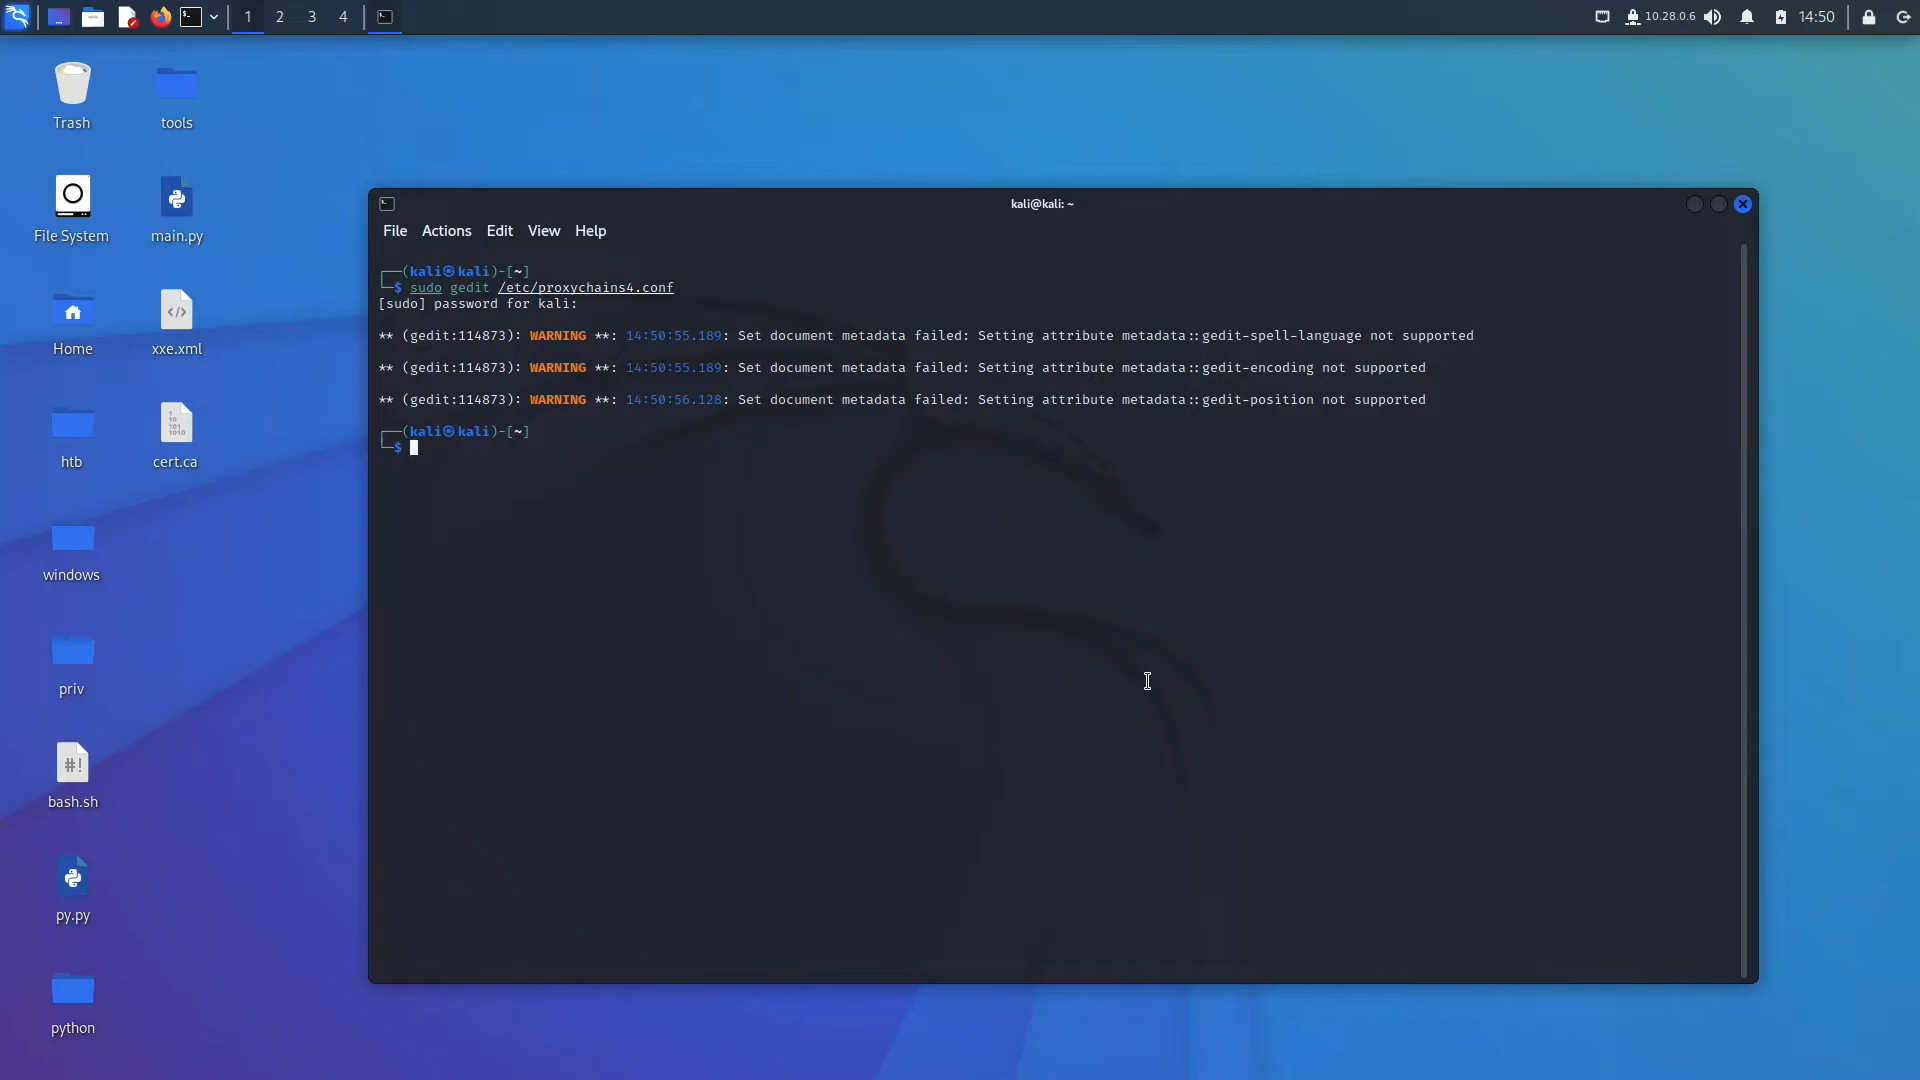 1 2 3 4
10.28.0.6
14:50
Trash
tools
File System
main.py
Home
</>
xxe.xml
htb
1
10
101
1010
cert.ca
windows
priv
#!
bash.sh
py.py
python
kali@kali: ~
File Actions Edit View Help
┌──(kali㉿kali)-[~]
└─$ sudo gedit /etc/proxychains4.conf
[sudo] password for kali:
** (gedit:114873): WARNING **: 14:50:55.189: Set document metadata failed: Setting attribute metadata::gedit-spell-language not supported
** (gedit:114873): WARNING **: 14:50:55.189: Set document metadata failed: Setting attribute metadata::gedit-encoding not supported
** (gedit:114873): WARNING **: 14:50:56.128: Set document metadata failed: Setting attribute metadata::gedit-position not supported
┌──(kali㉿kali)-[~]
└─$